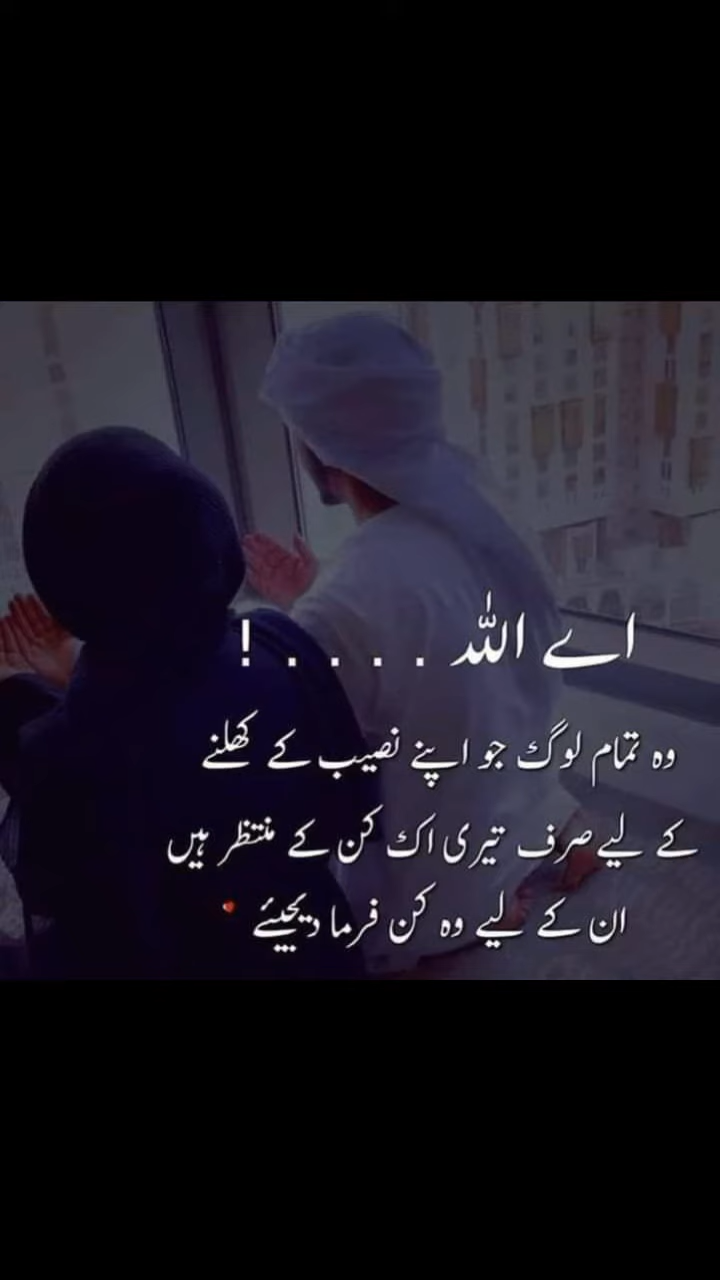 اے اللہ . . . . !
وہ تمام لوگ جو اپنے نصیب کے کھلنے
کے لیے صرف تیری اک کن کے منتظر ہیں
ان کے لیے وہ کن فرما دیجیئے